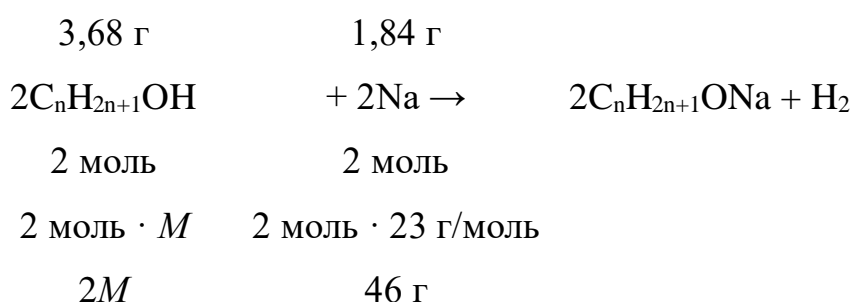 3,68 г 1,84 г
2CₙH₂ₙ₊₁OH + 2Na → 2CₙH₂ₙ₊₁ONa + H₂
2 моль 2 моль
2 моль · M 2 моль · 23 г/моль
2M 46 г